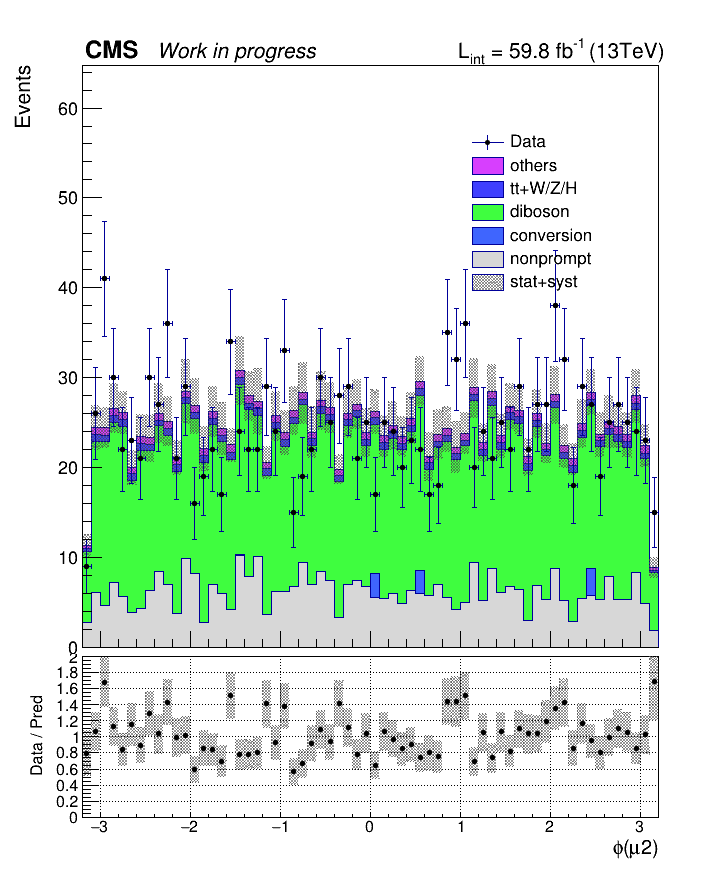 CMS Work in progress L_int = 59.8 fb^-1 (13TeV)
Events
60
50
40
30
20
10
0
Data
others
tt+W/Z/H
diboson
conversion
nonprompt
stat+syst
Data / Pred
2
1.8
1.6
1.4
1.2
1
0.8
0.6
0.4
0.2
0
−3 −2 −1 0 1 2 3
ϕ(μ2)